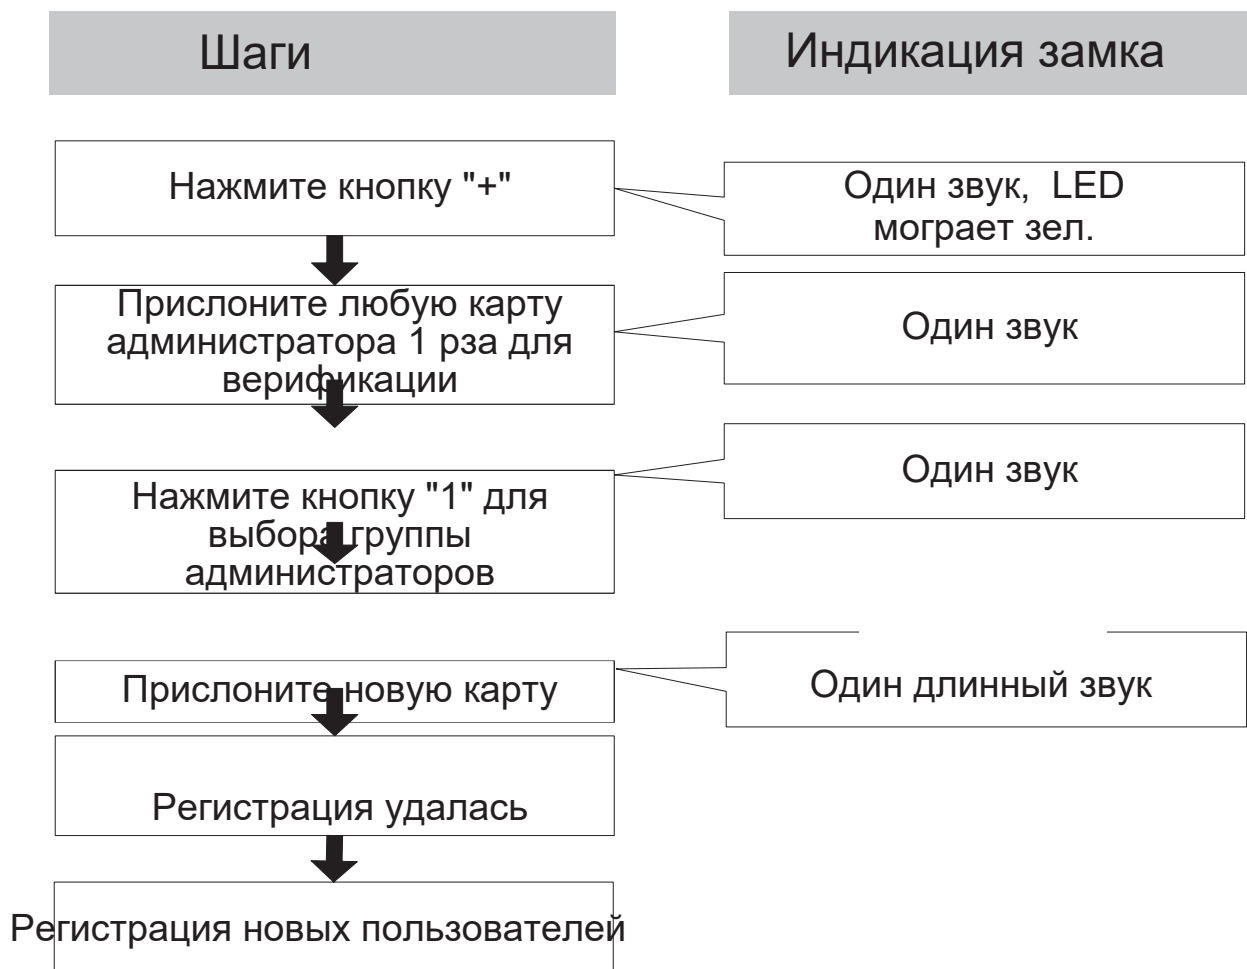 Шаги
Индикация замка
Нажмите кнопку "+"
Один звук, LED
мограет зел.
Прислоните любую карту
администратора 1 рза для
верификации
Один звук
Нажмите кнопку "1" для
выбора группы
администраторов
Один звук
Прислоните новую карту
Один длинный звук
Регистрация удалась
Регистрация новых пользователей